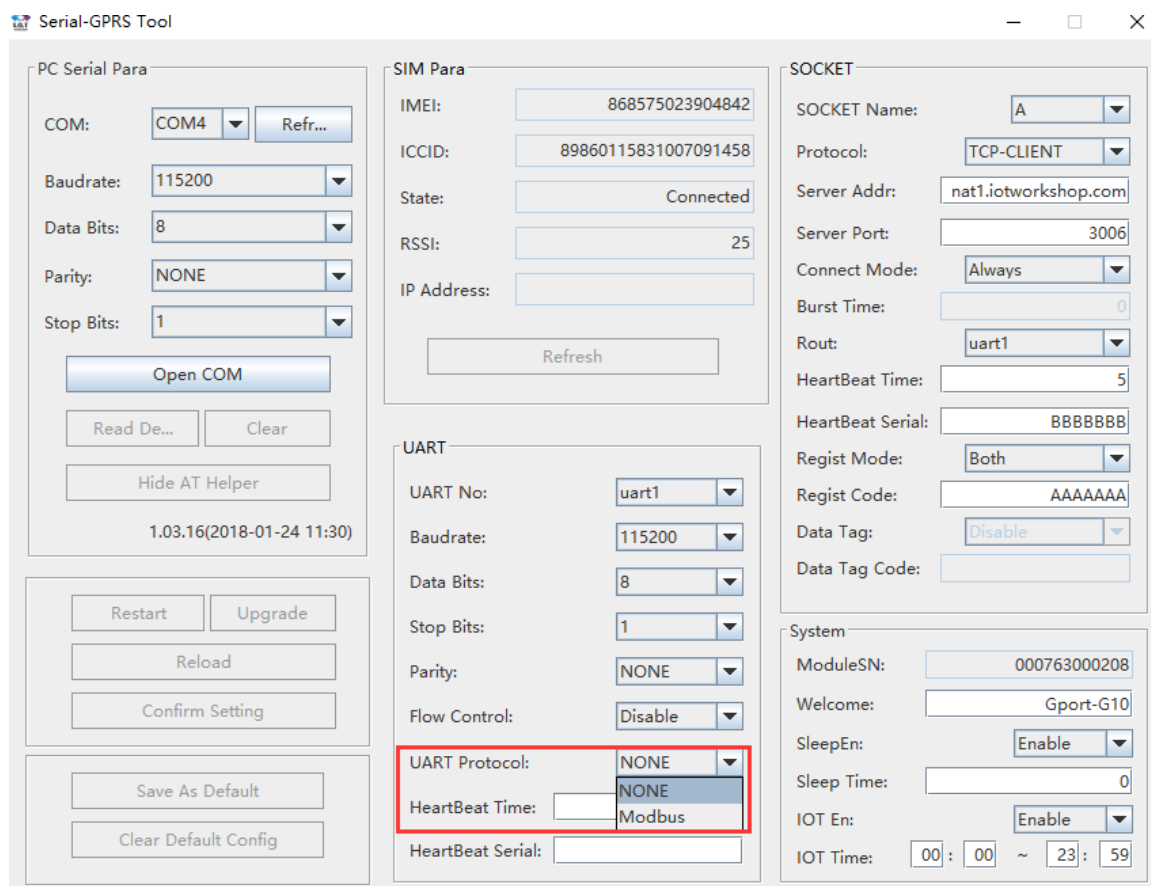 Serial-GPRS Tool
PC Serial Para
COM: COM4 Refr...
Baudrate: 115200
Data Bits: 8
Parity: NONE
Stop Bits: 1
Open COM
Read De... Clear
Hide AT Helper
1.03.16(2018-01-24 11:30)
Restart Upgrade
Reload
Confirm Setting
Save As Default
Clear Default Config
SIM Para
IMEI: 868575023904842
ICCID: 89860115831007091458
State: Connected
RSSI: 25
IP Address:
Refresh
UART
UART No: uart1
Baudrate: 115200
Data Bits: 8
Stop Bits: 1
Parity: NONE
Flow Control: Disable
UART Protocol: NONE
NONE
HeartBeat Time: Modbus
HeartBeat Serial:
SOCKET
SOCKET Name: A
Protocol: TCP-CLIENT
Server Addr: nat1.iotworkshop.com
Server Port: 3006
Connect Mode: Always
Burst Time: 0
Rout: uart1
HeartBeat Time: 5
HeartBeat Serial: BBBBBBB
Regist Mode: Both
Regist Code: AAAAAAA
Data Tag: Disable
Data Tag Code:
System
ModuleSN: 000763000208
Welcome: Gport-G10
SleepEn: Enable
Sleep Time: 0
IOT En: Enable
IOT Time: 00 : 00 ~ 23 : 59